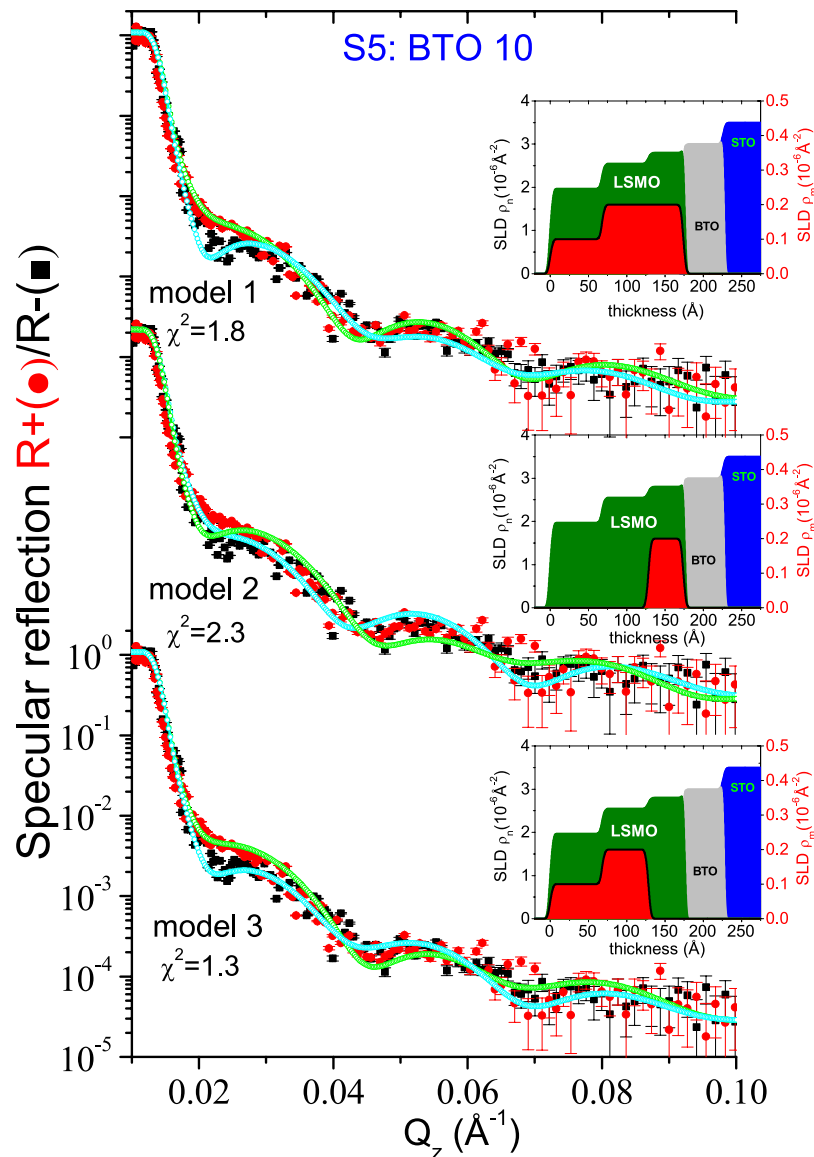 S5: BTO 10
Specular reflection R+(●)/R-(■)
model 1
χ²=1.8
model 2
χ²=2.3
model 3
χ²=1.3
10⁰
10⁻¹
10⁻²
10⁻³
10⁻⁴
10⁻⁵
0.02 0.04 0.06 0.08 0.10
Q_z (Å⁻¹)
SLD ρₙ(10⁻⁶Å⁻²)
4
3
2
1
0
LSMO
BTO
STO
0.5
0.4
0.3
0.2
0.1
0.0
SLD ρₘ(10⁻⁶Å⁻²)
0 50 100 150 200 250
thickness (Å)
SLD ρₙ(10⁻⁶Å⁻²)
4
3
2
1
0
LSMO
BTO
STO
0.5
0.4
0.3
0.2
0.1
0.0
SLD ρₘ(10⁻⁶Å⁻²)
0 50 100 150 200 250
thickness (Å)
SLD ρₙ(10⁻⁶Å⁻²)
4
3
2
1
0
LSMO
BTO
STO
0.5
0.4
0.3
0.2
0.1
0.0
SLD ρₘ(10⁻⁶Å⁻²)
0 50 100 150 200 250
thickness (Å)